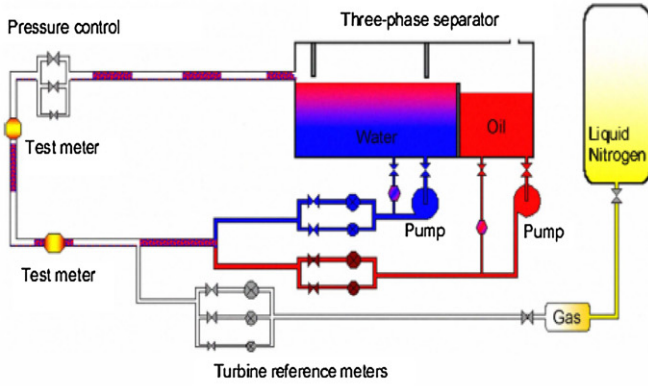 Three-phase separator
Pressure control
Water
Oil
Liquid
Nitrogen
Test meter
Pump
Pump
Test meter
Gas
Turbine reference meters